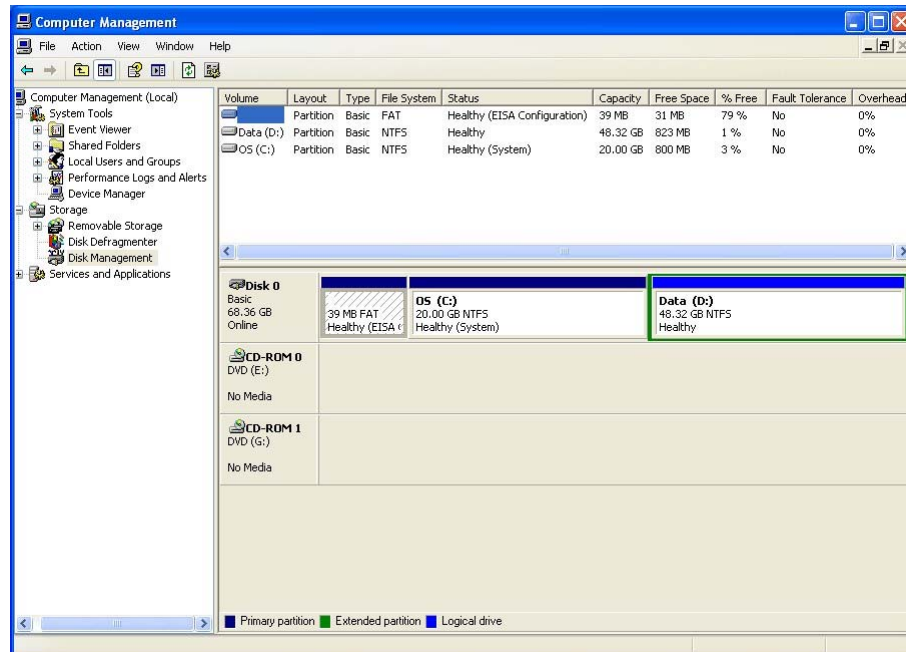 Computer Management
File Action View Window Help
Computer Management (Local)
System Tools
Event Viewer
Shared Folders
Local Users and Groups
Performance Logs and Alerts
Device Manager
Storage
Removable Storage
Disk Defragmenter
Disk Management
Services and Applications
Volume Layout Type File System Status Capacity Free Space % Free Fault Tolerance Overhead
Partition Basic FAT Healthy (EISA Configuration) 39 MB 31 MB 79 % No 0%
Data (D:) Partition Basic NTFS Healthy 48.32 GB 823 MB 1 % No 0%
OS (C:) Partition Basic NTFS Healthy (System) 20.00 GB 800 MB 3 % No 0%
Disk 0
Basic
68.36 GB
Online
39 MB FAT
Healthy (EISA
OS (C:)
20.00 GB NTFS
Healthy (System)
Data (D:)
48.32 GB NTFS
Healthy
CD-ROM 0
DVD (E:)
No Media
CD-ROM 1
DVD (G:)
No Media
Primary partition Extended partition Logical drive